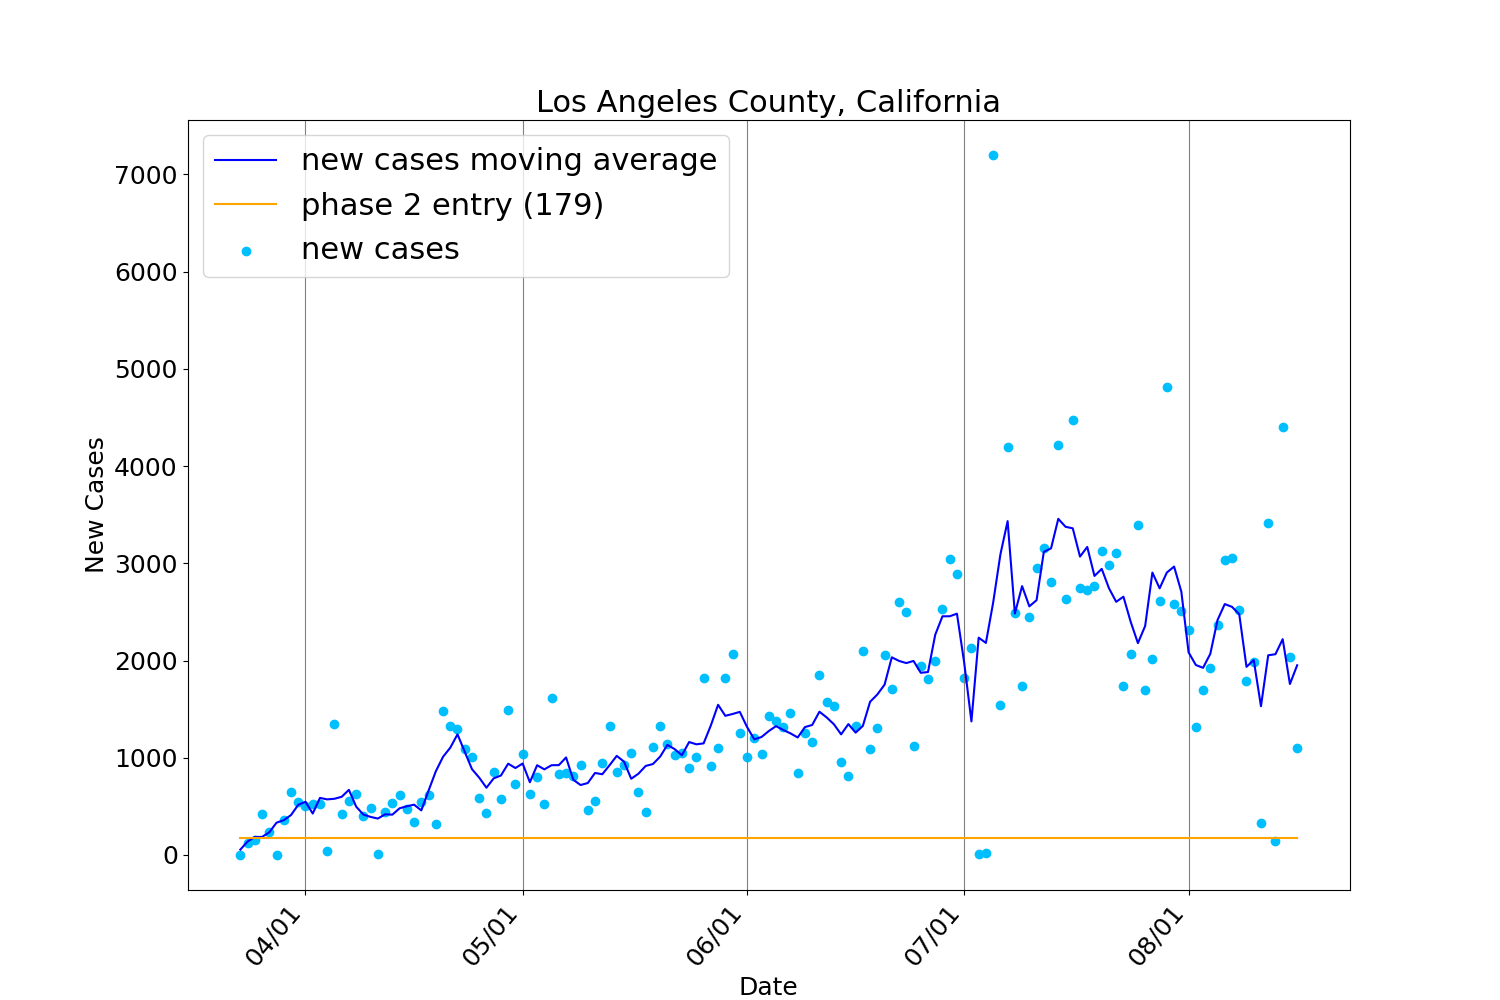 Los Angeles County, California
new cases moving average
phase 2 entry (179)
new cases
7000
6000
5000
4000
3000
2000
1000
0
New Cases
04/01
05/01
06/01
07/01
08/01
Date